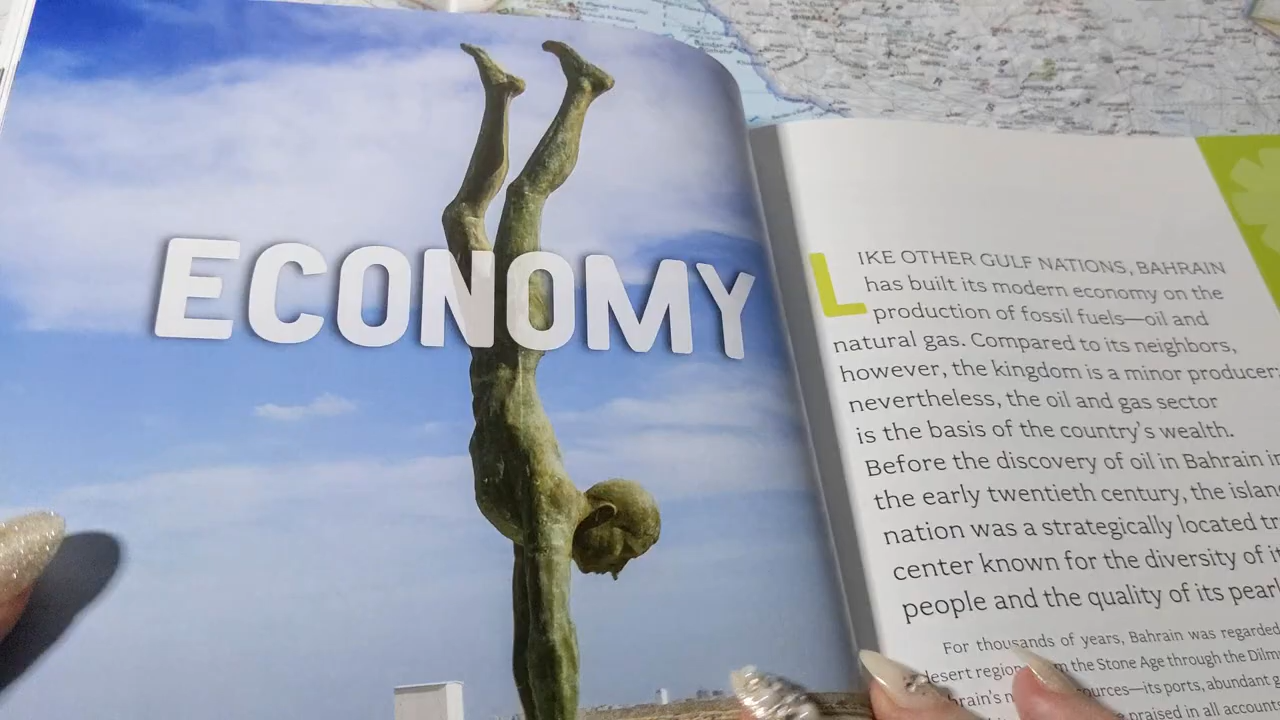 ECONOMY
LIKE OTHER GULF NATIONS, BAHRAIN
has built its modern economy on the
production of fossil fuels—oil and
natural gas. Compared to its neighbors,
however, the kingdom is a minor producer;
nevertheless, the oil and gas sector
is the basis of the country's wealth.
Before the discovery of oil in Bahrain in
the early twentieth century, the island
nation was a strategically located
center known for the diversity of
people and the quality of its
For thousands of years, Bahrain was regarded
desert the Stone Age through the
its ports, abundant
praised in all